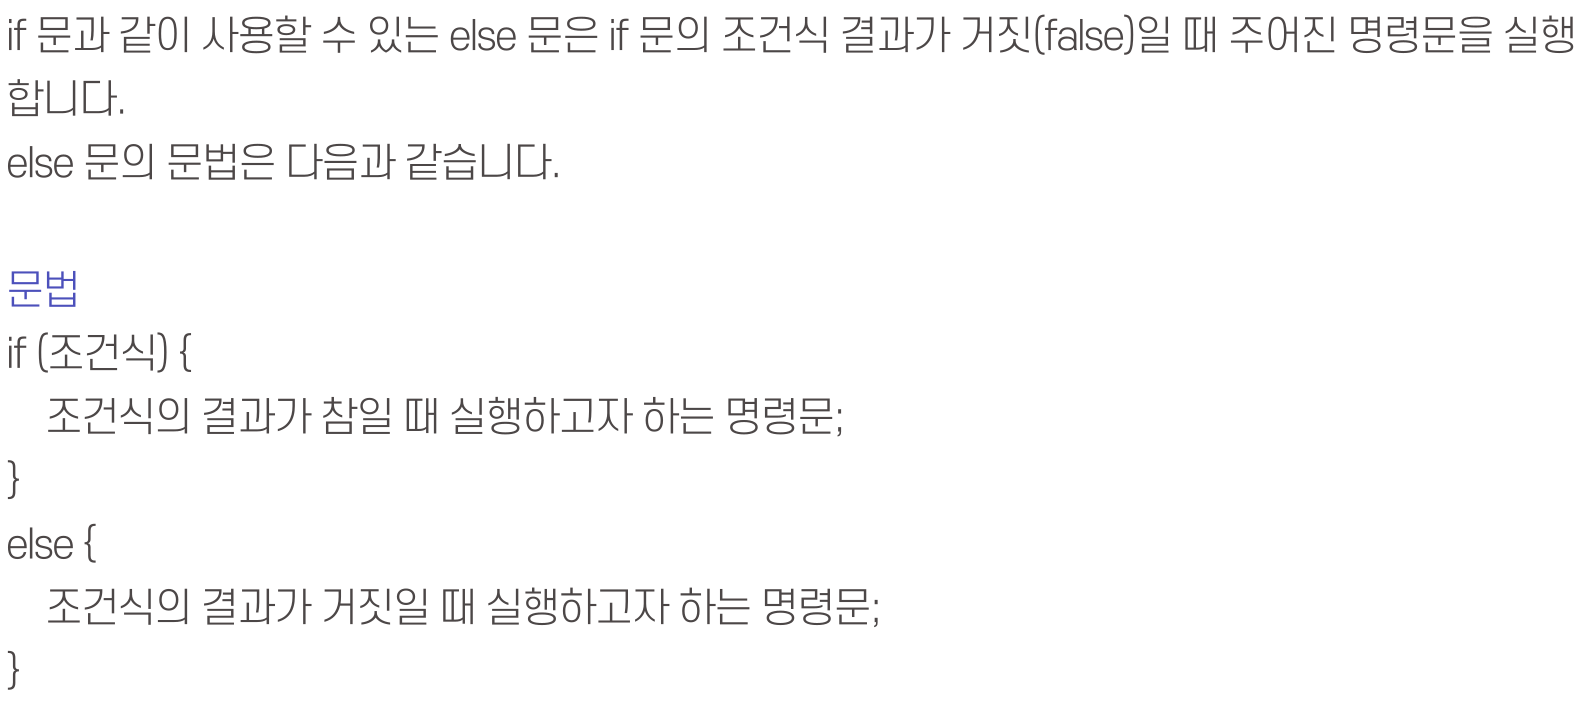 if 문과 같이 사용할 수 있는 else 문은 if 문의 조건식 결과가 거짓(false)일 때 주어진 명령문을 실행
합니다.
else 문의 문법은 다음과 같습니다.
문법
if (조건식) {
    조건식의 결과가 참일 때 실행하고자 하는 명령문;
}
else {
    조건식의 결과가 거짓일 때 실행하고자 하는 명령문;
}